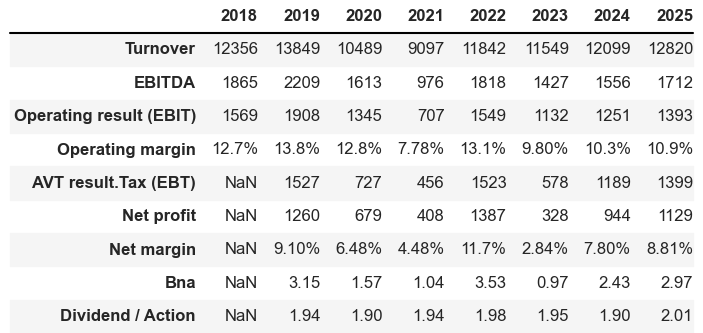 2018 2019 2020 2021 2022 2023 2024 2025
Turnover 12356 13849 10489 9097 11842 11549 12099 12820
EBITDA 1865 2209 1613 976 1818 1427 1556 1712
Operating result (EBIT) 1569 1908 1345 707 1549 1132 1251 1393
Operating margin 12.7% 13.8% 12.8% 7.78% 13.1% 9.80% 10.3% 10.9%
AVT result.Tax (EBT) NaN 1527 727 456 1523 578 1189 1399
Net profit NaN 1260 679 408 1387 328 944 1129
Net margin NaN 9.10% 6.48% 4.48% 11.7% 2.84% 7.80% 8.81%
Bna NaN 3.15 1.57 1.04 3.53 0.97 2.43 2.97
Dividend / Action NaN 1.94 1.90 1.94 1.98 1.95 1.90 2.01